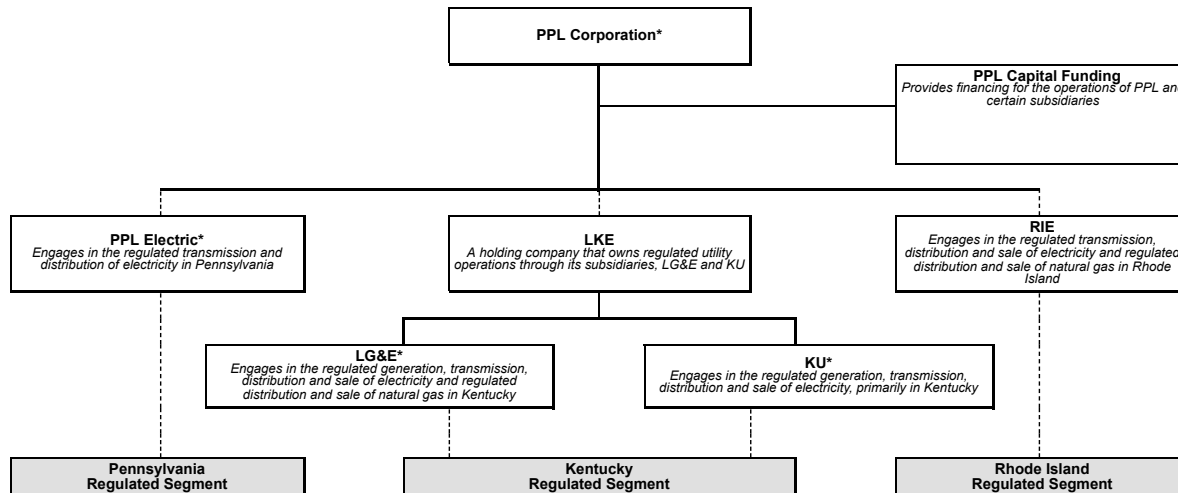 PPL Corporation*
PPL Capital Funding
Provides financing for the operations of PPL and
certain subsidiaries
PPL Electric*
Engages in the regulated transmission and
distribution of electricity in Pennsylvania
LKE
A holding company that owns regulated utility
operations through its subsidiaries, LG&E and KU
RIE
Engages in the regulated transmission,
distribution and sale of electricity and regulated
distribution and sale of natural gas in Rhode
Island
LG&E*
Engages in the regulated generation, transmission,
distribution and sale of electricity and regulated
distribution and sale of natural gas in Kentucky
KU*
Engages in the regulated generation, transmission,
distribution and sale of electricity, primarily in Kentucky
Pennsylvania
Regulated Segment
Kentucky
Regulated Segment
Rhode Island
Regulated Segment